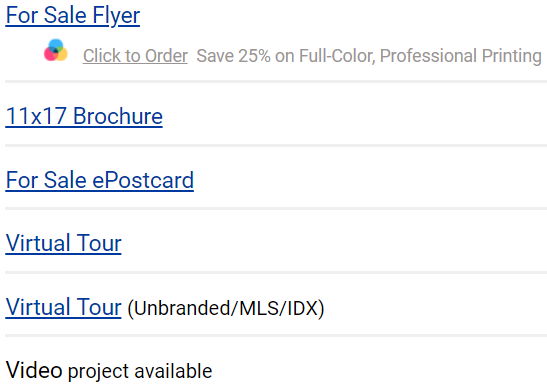 For Sale Flyer
Click to Order Save 25% on Full-Color, Professional Printing
11x17 Brochure
For Sale ePostcard
Virtual Tour
Virtual Tour (Unbranded/MLS/IDX)
Video project available